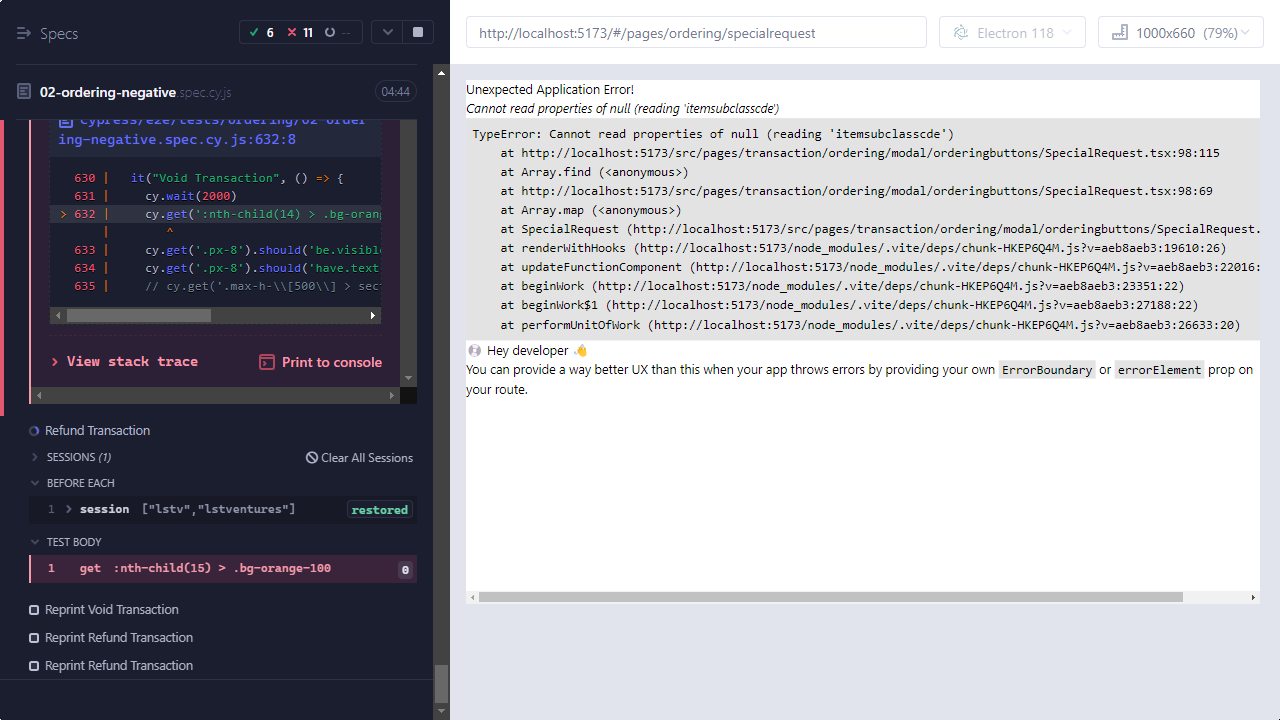 Specs
6 11 --
02-ordering-negative.spec.cy.js 04:44
cypress/e2e/tests/ordering/02-order
ing-negative.spec.cy.js:632:8
630 | it("Void Transaction", () => {
631 | cy.wait(2000)
> 632 | cy.get(':nth-child(14) > .bg-orang
| ^
633 | cy.get('.px-8').should('be.visible
634 | cy.get('.px-8').should('have.text
635 | // cy.get('.max-h-\\[500\\] > sect
> View stack trace
Print to console
Refund Transaction
SESSIONS (1)
Clear All Sessions
BEFORE EACH
1 session ["lstv","lstventures"] restored
TEST BODY
1 get :nth-child(15) > .bg-orange-100 0
Reprint Void Transaction
Reprint Refund Transaction
Reprint Refund Transaction
http://localhost:5173/#/pages/ordering/specialrequest
Electron 118
1000x660 (79%)
Unexpected Application Error!
Cannot read properties of null (reading 'itemsubclasscde')
TypeError: Cannot read properties of null (reading 'itemsubclasscde')
at http://localhost:5173/src/pages/transaction/ordering/modal/orderingbuttons/SpecialRequest.tsx:98:115
at Array.find (<anonymous>)
at http://localhost:5173/src/pages/transaction/ordering/modal/orderingbuttons/SpecialRequest.tsx:98:69
at Array.map (<anonymous>)
at SpecialRequest (http://localhost:5173/src/pages/transaction/ordering/modal/orderingbuttons/SpecialRequest.
at renderWithHooks (http://localhost:5173/node_modules/.vite/deps/chunk-HKEP6Q4M.js?v=aeb8aeb3:19610:26)
at updateFunctionComponent (http://localhost:5173/node_modules/.vite/deps/chunk-HKEP6Q4M.js?v=aeb8aeb3:22016:
at beginWork (http://localhost:5173/node_modules/.vite/deps/chunk-HKEP6Q4M.js?v=aeb8aeb3:23351:22)
at beginWork$1 (http://localhost:5173/node_modules/.vite/deps/chunk-HKEP6Q4M.js?v=aeb8aeb3:27188:22)
at performUnitOfWork (http://localhost:5173/node_modules/.vite/deps/chunk-HKEP6Q4M.js?v=aeb8aeb3:26633:20)
💿 Hey developer 👋
You can provide a way better UX than this when your app throws errors by providing your own ErrorBoundary or errorElement prop on
your route.